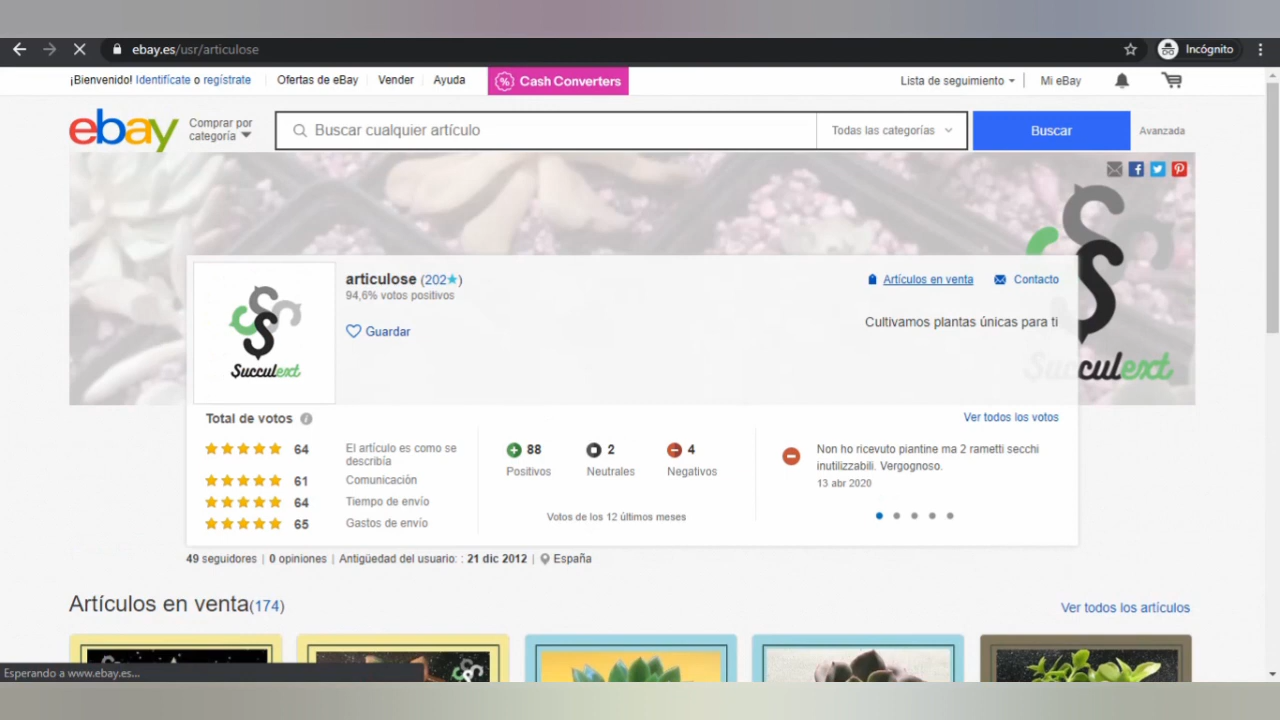 ebay.es/usr/articulose
Incógnito
¡Bienvenido! Identifícate o regístrate
Ofertas de eBay
Vender
Ayuda
Cash Converters
Lista de seguimiento
Mi eBay
ebay
Comprar por
categoría
Buscar cualquier artículo
Todas las categorías
Buscar
Avanzada
articulose (202★)
94,6% votos positivos
Guardar
Artículos en venta
Contacto
Cultivamos plantas únicas para ti
Succulext
Succulext
Total de votos
Ver todos los votos
64
El artículo es como se
describía
61
Comunicación
64
Tiempo de envío
65
Gastos de envío
88
Positivos
2
Neutrales
4
Negativos
Votos de los 12 últimos meses
Non ho ricevuto piantine ma 2 rametti secchi
inutilizzabili. Vergognoso.
13 abr 2020
49 seguidores | 0 opiniones | Antigüedad del usuario: : 21 dic 2012 | España
Artículos en venta(174)
Ver todos los artículos
Esperando a www.ebay.es...